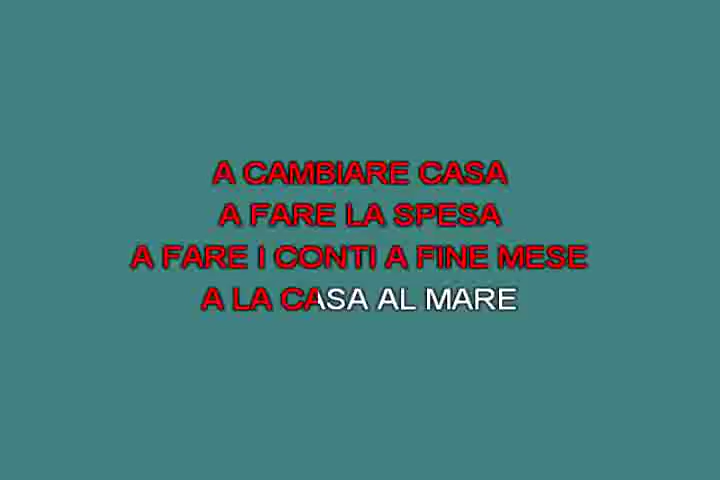 A CAMBIARE CASA
A FARE LA SPESA
A FARE I CONTI A FINE MESE
A LA CASA AL MARE